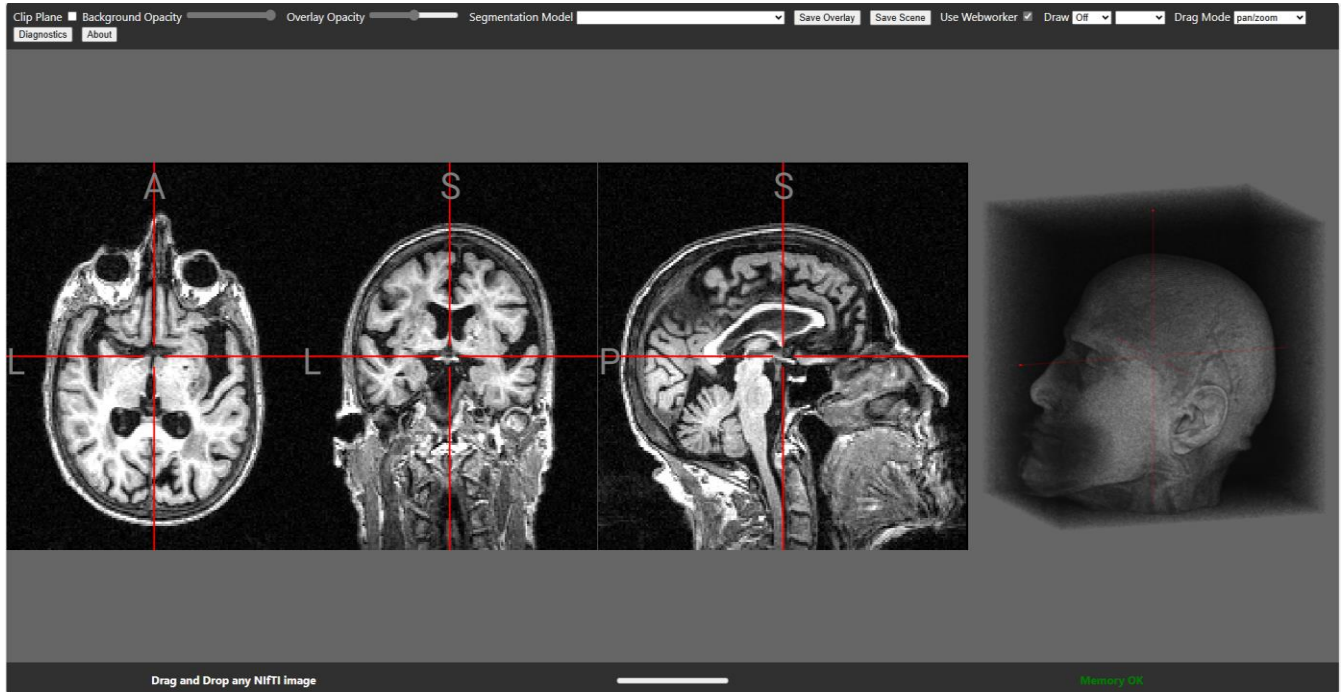 Clip Plane Background Opacity Overlay Opacity Segmentation Model Save Overlay Save Scene Use Webworker Draw Off Drag Mode pan/zoom
Diagnostics About
A S S
L L P
Drag and Drop any NIfTI image Memory OK